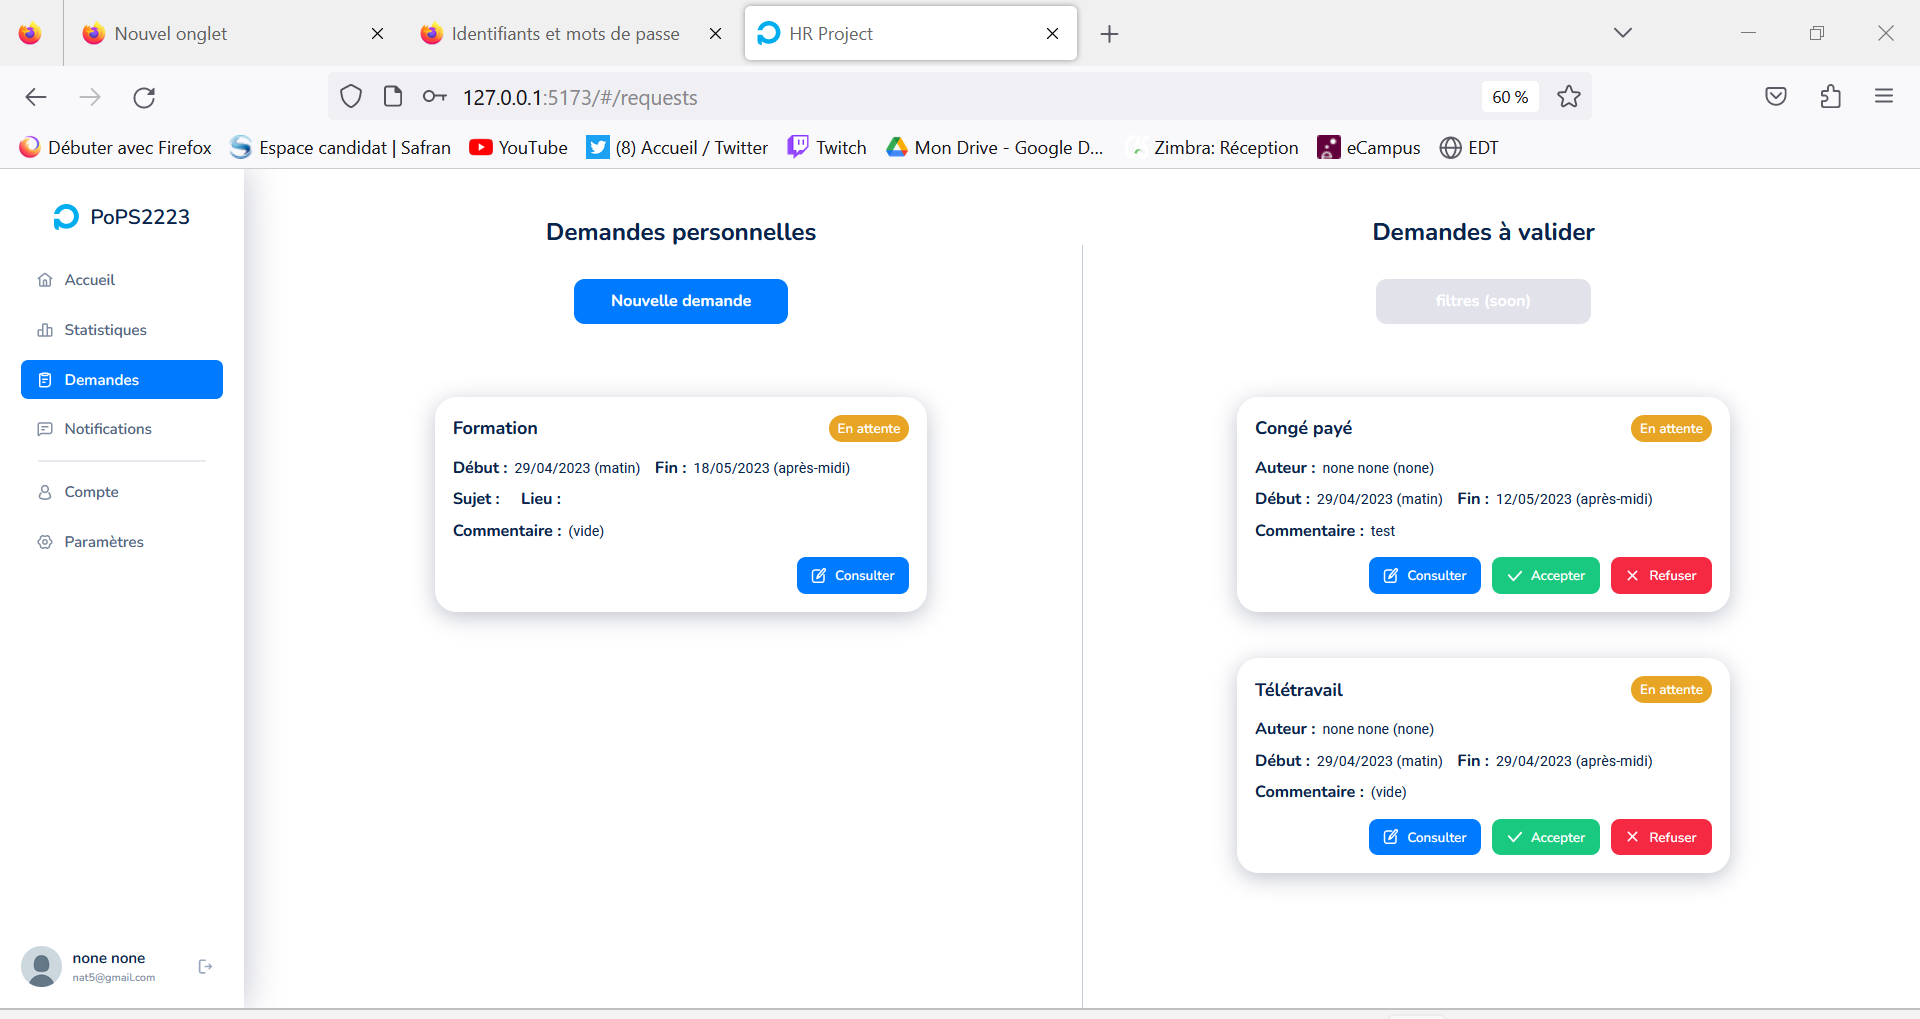 Nouvel onglet
Identifiants et mots de passe
HR Project
127.0.0.1:5173/#/requests
60 %
Débuter avec Firefox
Espace candidat | Safran
YouTube
(8) Accueil / Twitter
Twitch
Mon Drive - Google D...
Zimbra: Réception
eCampus
EDT
PoPS2223
Accueil
Statistiques
Demandes
Notifications
Compte
Paramètres
none none
nat5@gmail.com
Demandes personnelles
Nouvelle demande
Formation
En attente
Début : 29/04/2023 (matin) Fin : 18/05/2023 (après-midi)
Sujet : Lieu :
Commentaire : (vide)
Consulter
Demandes à valider
filtres (soon)
Congé payé
En attente
Auteur : none none (none)
Début : 29/04/2023 (matin) Fin : 12/05/2023 (après-midi)
Commentaire : test
Consulter
Accepter
Refuser
Télétravail
En attente
Auteur : none none (none)
Début : 29/04/2023 (matin) Fin : 29/04/2023 (après-midi)
Commentaire : (vide)
Consulter
Accepter
Refuser